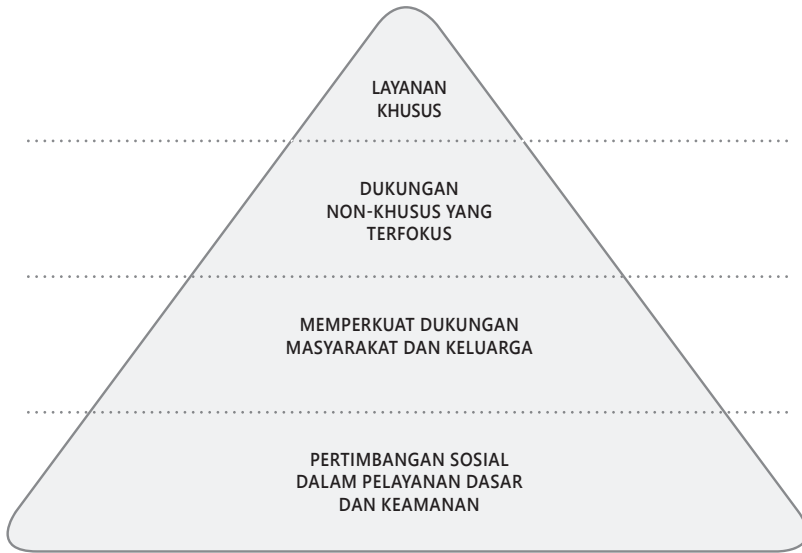 LAYANAN
KHUSUS
DUKUNGAN
NON-KHUSUS YANG
TERFOKUS
MEMPERKUAT DUKUNGAN
MASYARAKAT DAN KELUARGA
PERTIMBANGAN SOSIAL
DALAM PELAYANAN DASAR
DAN KEAMANAN